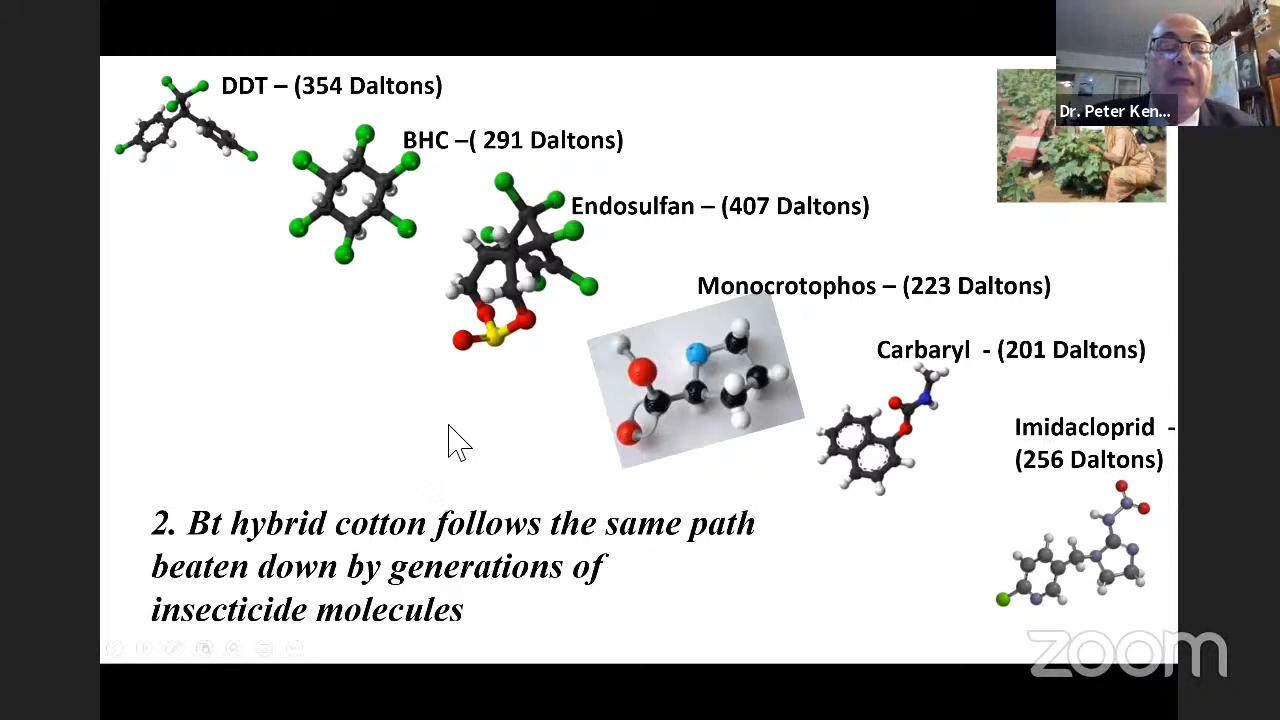 DDT – (354 Daltons)
BHC –( 291 Daltons)
Dr. Peter Ken...
Endosulfan – (407 Daltons)
Monocrotophos – (223 Daltons)
Carbaryl - (201 Daltons)
Imidacloprid -
(256 Daltons)
2. Bt hybrid cotton follows the same path
beaten down by generations of
insecticide molecules
zoom